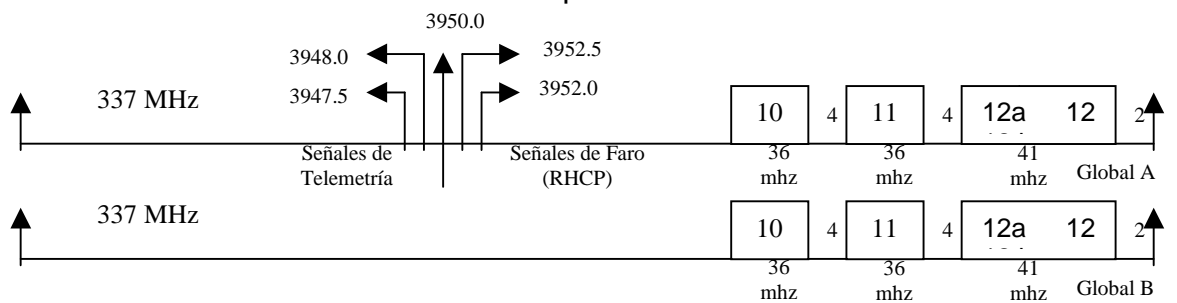 3950.0
3948.0
3952.5
3947.5
3952.0
337 MHz
10
4
11
4
12a
12
2
Señales de
Telemetría
Señales de Faro
(RHCP)
36
mhz
36
mhz
41
mhz
Global A
337 MHz
10
4
11
4
12a
12
2
36
mhz
36
mhz
41
mhz
Global B